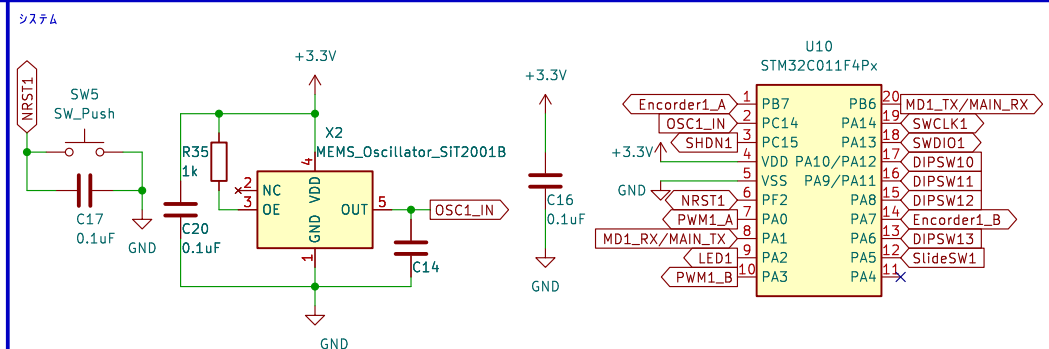 システム
NRST1
SW5
SW_Push
C17
0.1uF
GND
+3.3V
R35
1k
C20
0.1uF
X2
MEMS_Oscillator_SiT2001B
4
VDD
2
NC
3
OE
OUT
5
GND
1
OSC1_IN
C14
GND
+3.3V
C16
0.1uF
GND
U10
STM32C011F4Px
Encorder1_A 1 PB7
OSC1_IN 2 PC14
SHDN1 3 PC15
+3.3V 4 VDD
GND 5 VSS
NRST1 6 PF2
PWM1_A 7 PA0
MD1_RX/MAIN_TX 8 PA1
LED1 9 PA2
PWM1_B 10 PA3
PB6 20 MD1_TX/MAIN_RX
PA14 19 SWCLK1
PA13 18 SWDIO1
PA10/PA12 17 DIPSW10
PA9/PA11 16 DIPSW11
PA8 15 DIPSW12
PA7 14 Encorder1_B
PA6 13 DIPSW13
PA5 12 SlideSW1
PA4 11